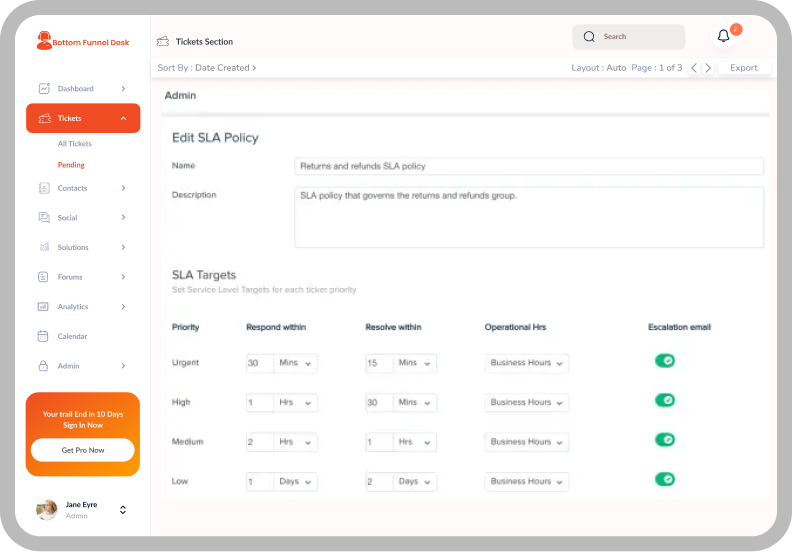 Bottom Funnel Desk
Tickets Section
Search
2
Sort By : Date Created >
Layout : Auto Page : 1 of 3 < >
Export
Dashboard
Tickets
All Tickets
Pending
Contacts
Social
Solutions
Forums
Analytics
Calendar
Admin
Your trail End in 10 Days
Sign In Now
Get Pro Now
Jane Eyre
Admin
Admin
Edit SLA Policy
Name Returns and refunds SLA policy
Description SLA policy that governs the returns and refunds group.
SLA Targets
Set Service Level Targets for each ticket priority
Priority Respond within Resolve within Operational Hrs Escalation email
Urgent 30 Mins 15 Mins Business Hours
High 1 Hrs 30 Mins Business Hours
Medium 2 Hrs 1 Hrs Business Hours
Low 1 Days 2 Days Business Hours